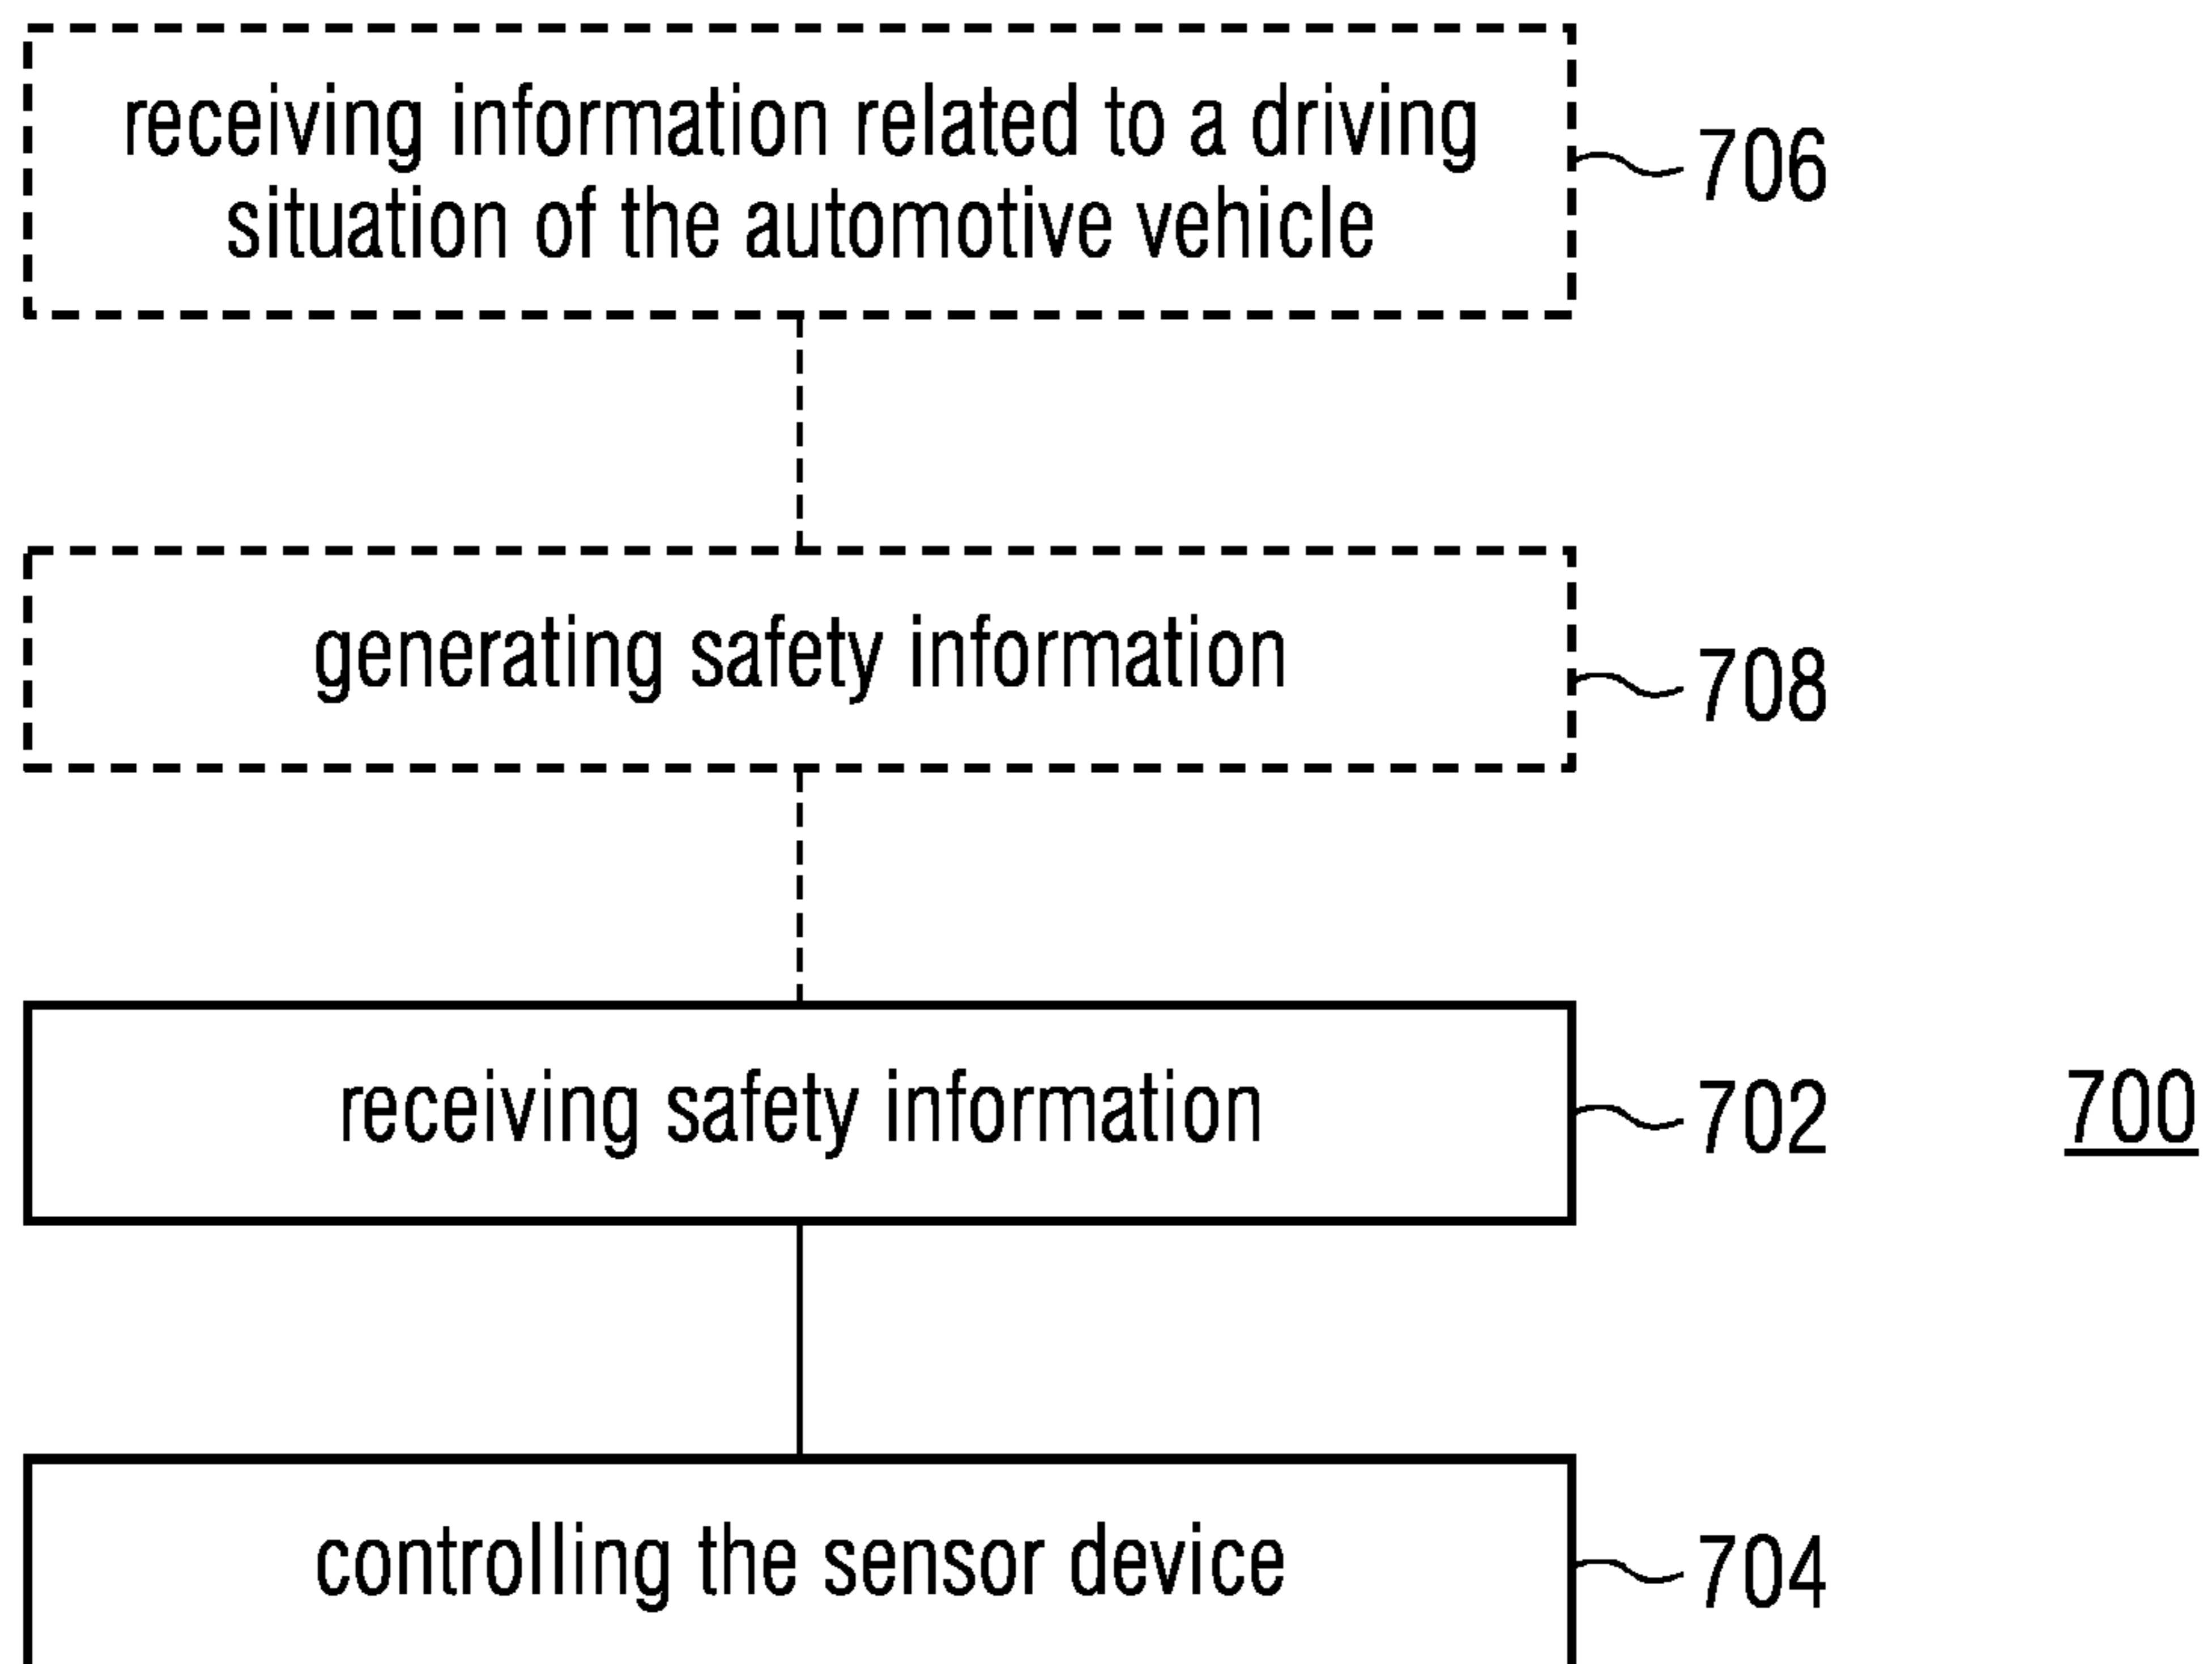 receiving information related to a driving
situation of the automotive vehicle
706
generating safety information
708
receiving safety information
702
700
controlling the sensor device
704